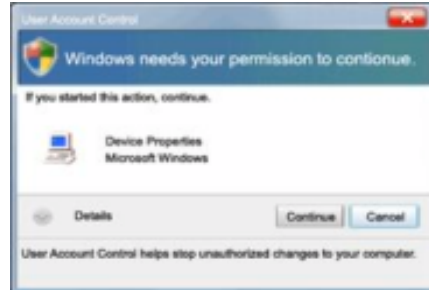 User Account Control
Windows needs your permission to contionue.
If you started this action, continue.
Device Properties
Microsoft Windows
Details
Continue
Cancel
User Account Control helps stop unauthorized changes to your computer.